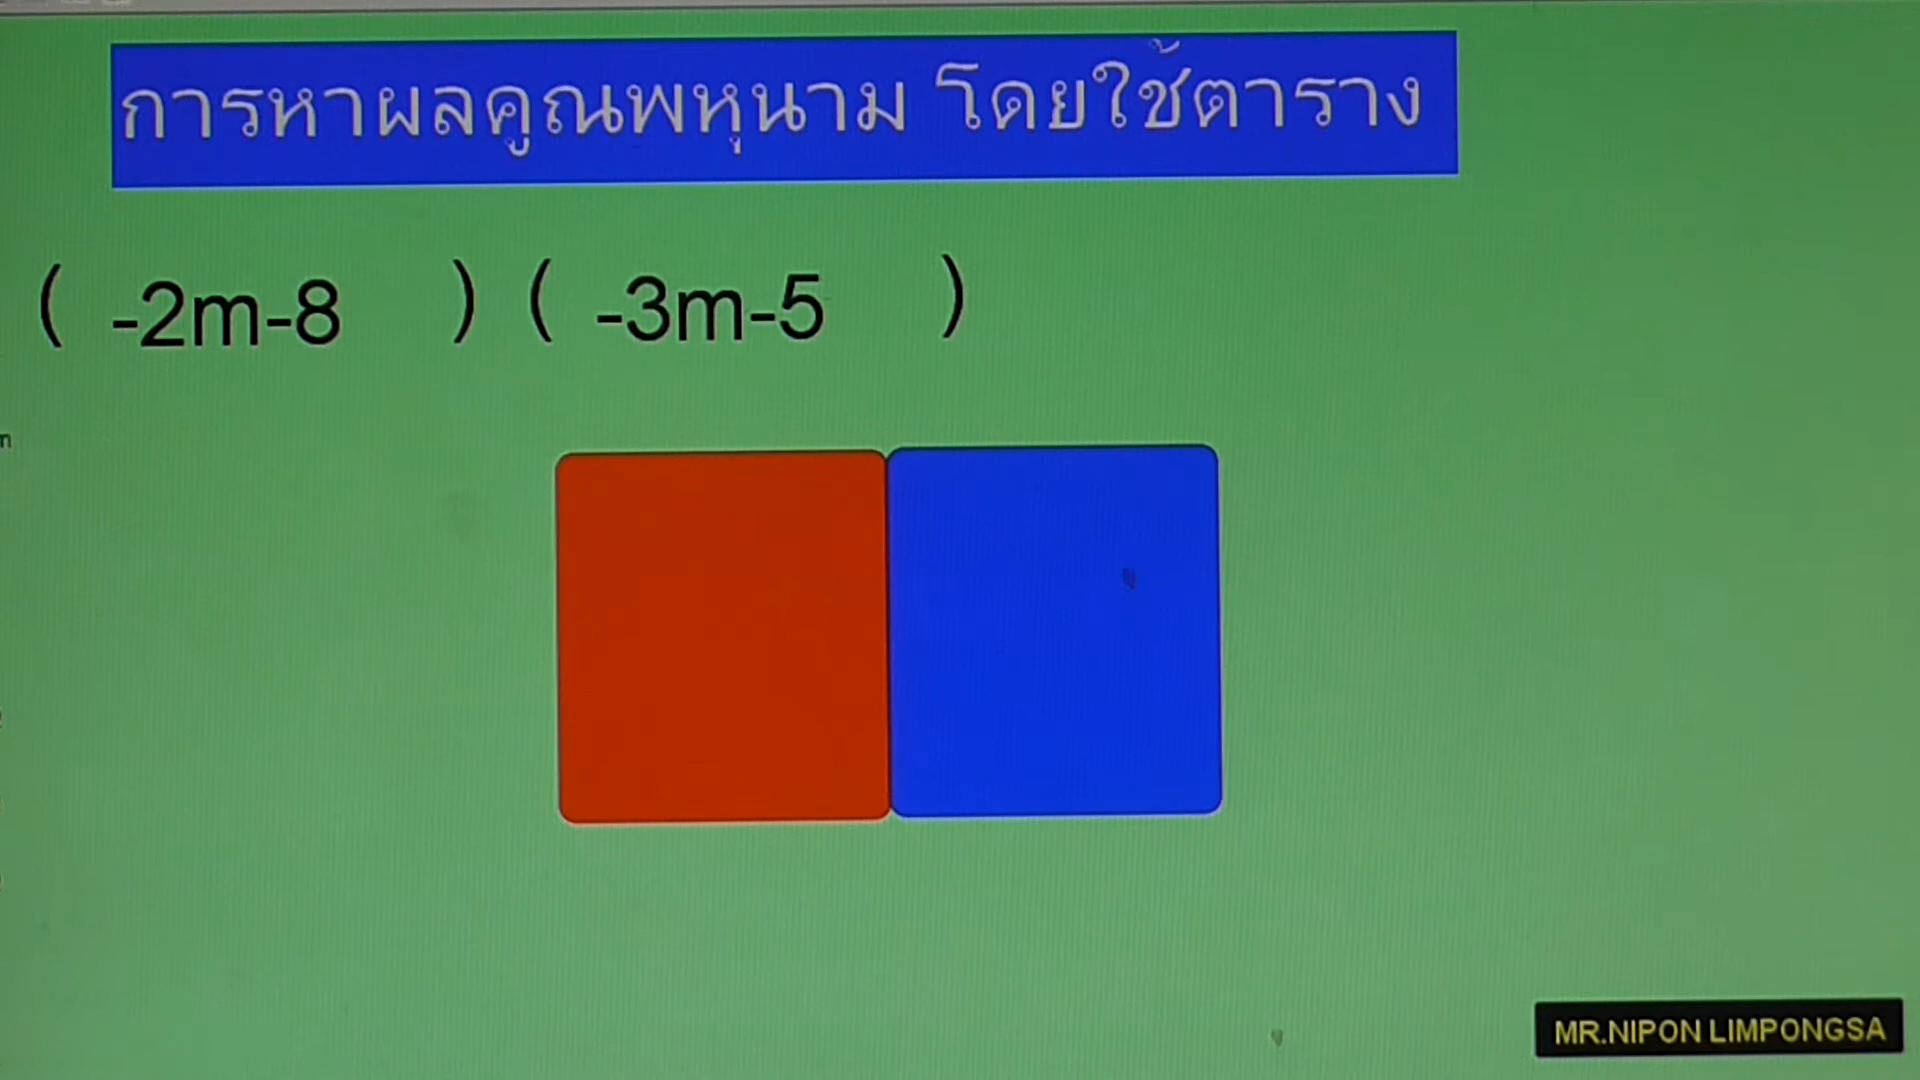 การหาผลคูณพหุนาม โดยใช้ตาราง
( -2m-8 ) ( -3m-5 )
MR.NIPON LIMPONGSA